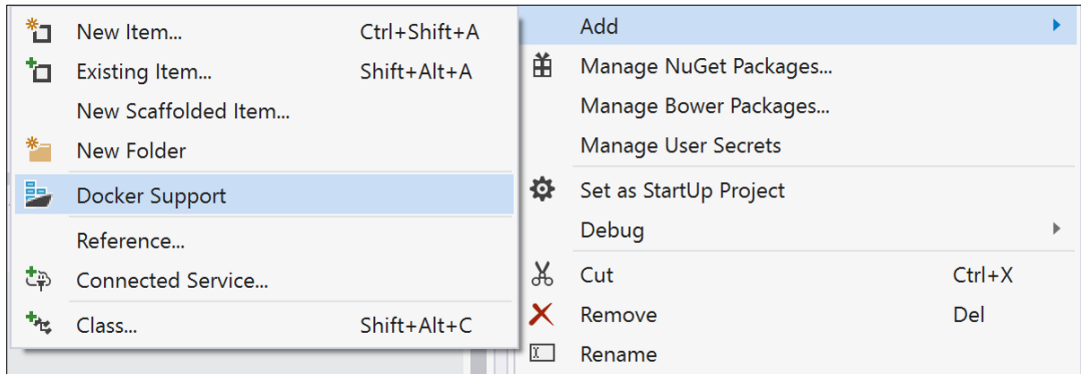 New Item... Ctrl+Shift+A
Existing Item... Shift+Alt+A
New Scaffolded Item...
New Folder
Docker Support
Reference...
Connected Service...
Class... Shift+Alt+C
Add
Manage NuGet Packages...
Manage Bower Packages...
Manage User Secrets
Set as StartUp Project
Debug
Cut Ctrl+X
Remove Del
Rename